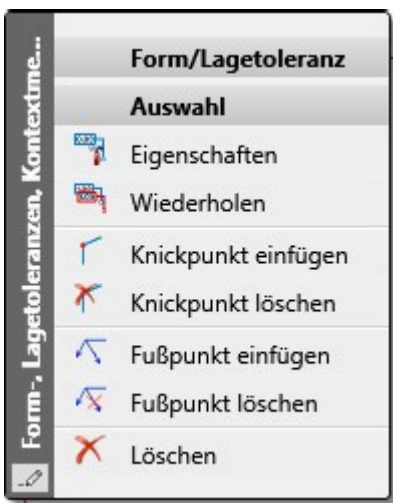 Form-, Lagetoleranzen, Kontextme...
Form/Lagetoleranz
Auswahl
Eigenschaften
Wiederholen
Knickpunkt einfügen
Knickpunkt löschen
Fußpunkt einfügen
Fußpunkt löschen
Löschen